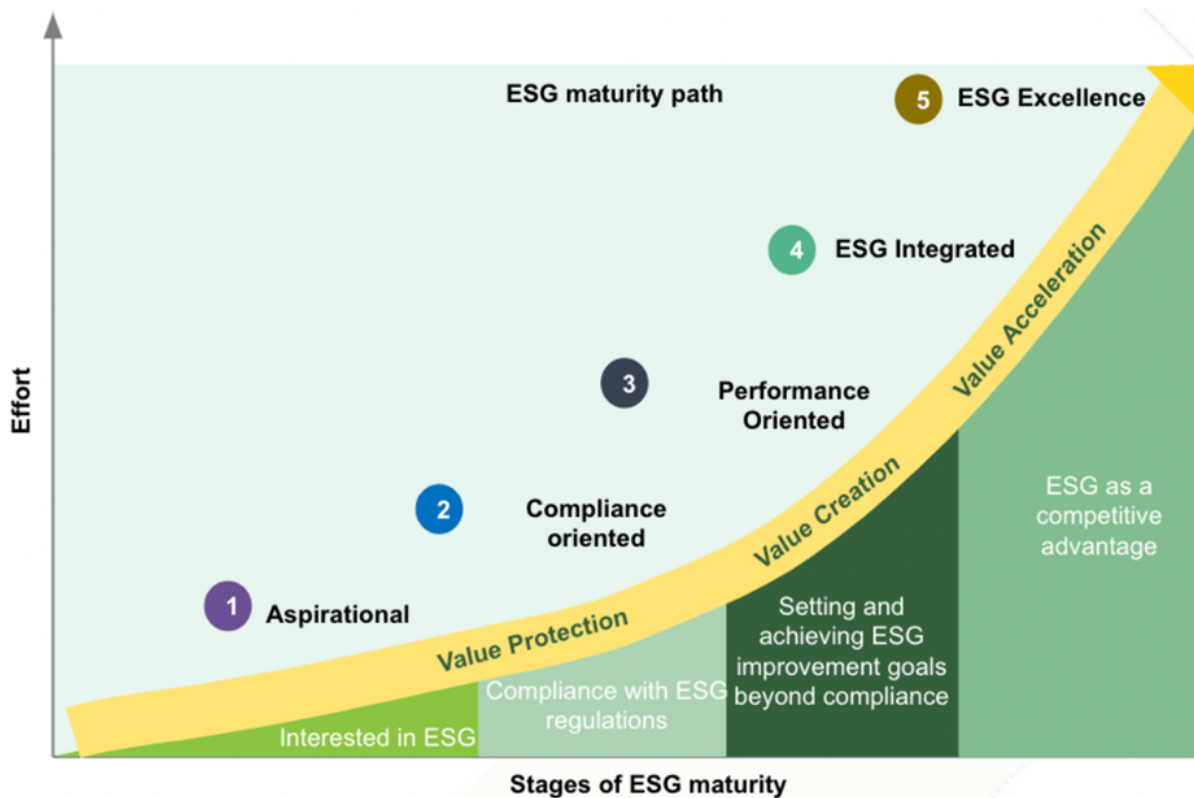 ESG maturity path
5
ESG Excellence
4
ESG Integrated
3
Performance
Oriented
2
Compliance
oriented
1
Aspirational
Value Protection
Value Creation
Value Acceleration
Interested in ESG
Compliance with ESG
regulations
Setting and
achieving ESG
improvement goals
beyond compliance
ESG as a
competitive
advantage
Effort
Stages of ESG maturity